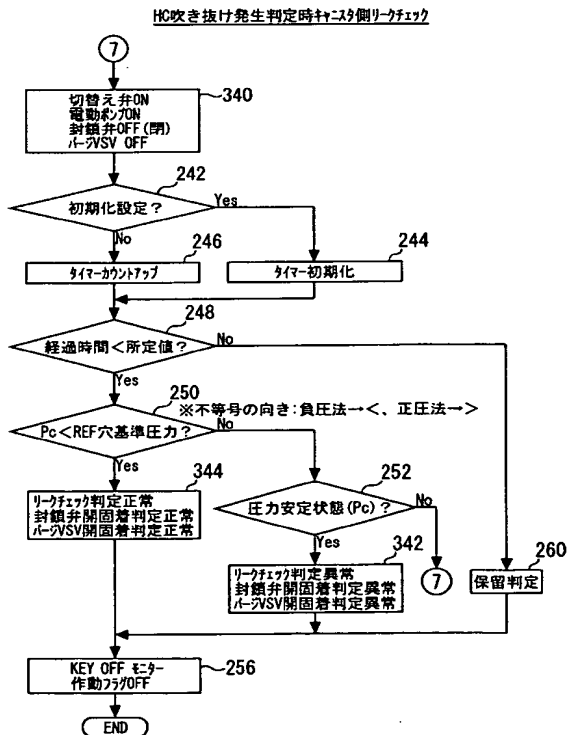 HC吹き抜け発生判定時ｷｬﾆｽﾀ側ﾘｰｸﾁｪｯｸ
7
340
切替え弁ON
電動ﾎﾟﾝﾌﾟON
封鎖弁OFF(閉)
ﾊﾟｰｼﾞVSV OFF
242
初期化設定？
Yes
No
246
244
ﾀｲﾏｰｶｳﾝﾄｱｯﾌﾟ
ﾀｲﾏｰ初期化
248
経過時間＜所定値？
No
Yes
250
※不等号の向き：負圧法→＜、正圧法→＞
Pc＜REF穴基準圧力？
No
Yes
344
252
ﾘｰｸﾁｪｯｸ判定正常
封鎖弁開固着判定正常
ﾊﾟｰｼﾞVSV開固着判定正常
圧力安定状態(Pc)？
No
Yes
342
260
ﾘｰｸﾁｪｯｸ判定異常
封鎖弁開固着判定異常
ﾊﾟｰｼﾞVSV開固着判定異常
7
保留判定
256
KEY OFF ﾓﾆﾀｰ
作動ﾌﾗｸﾞOFF
END